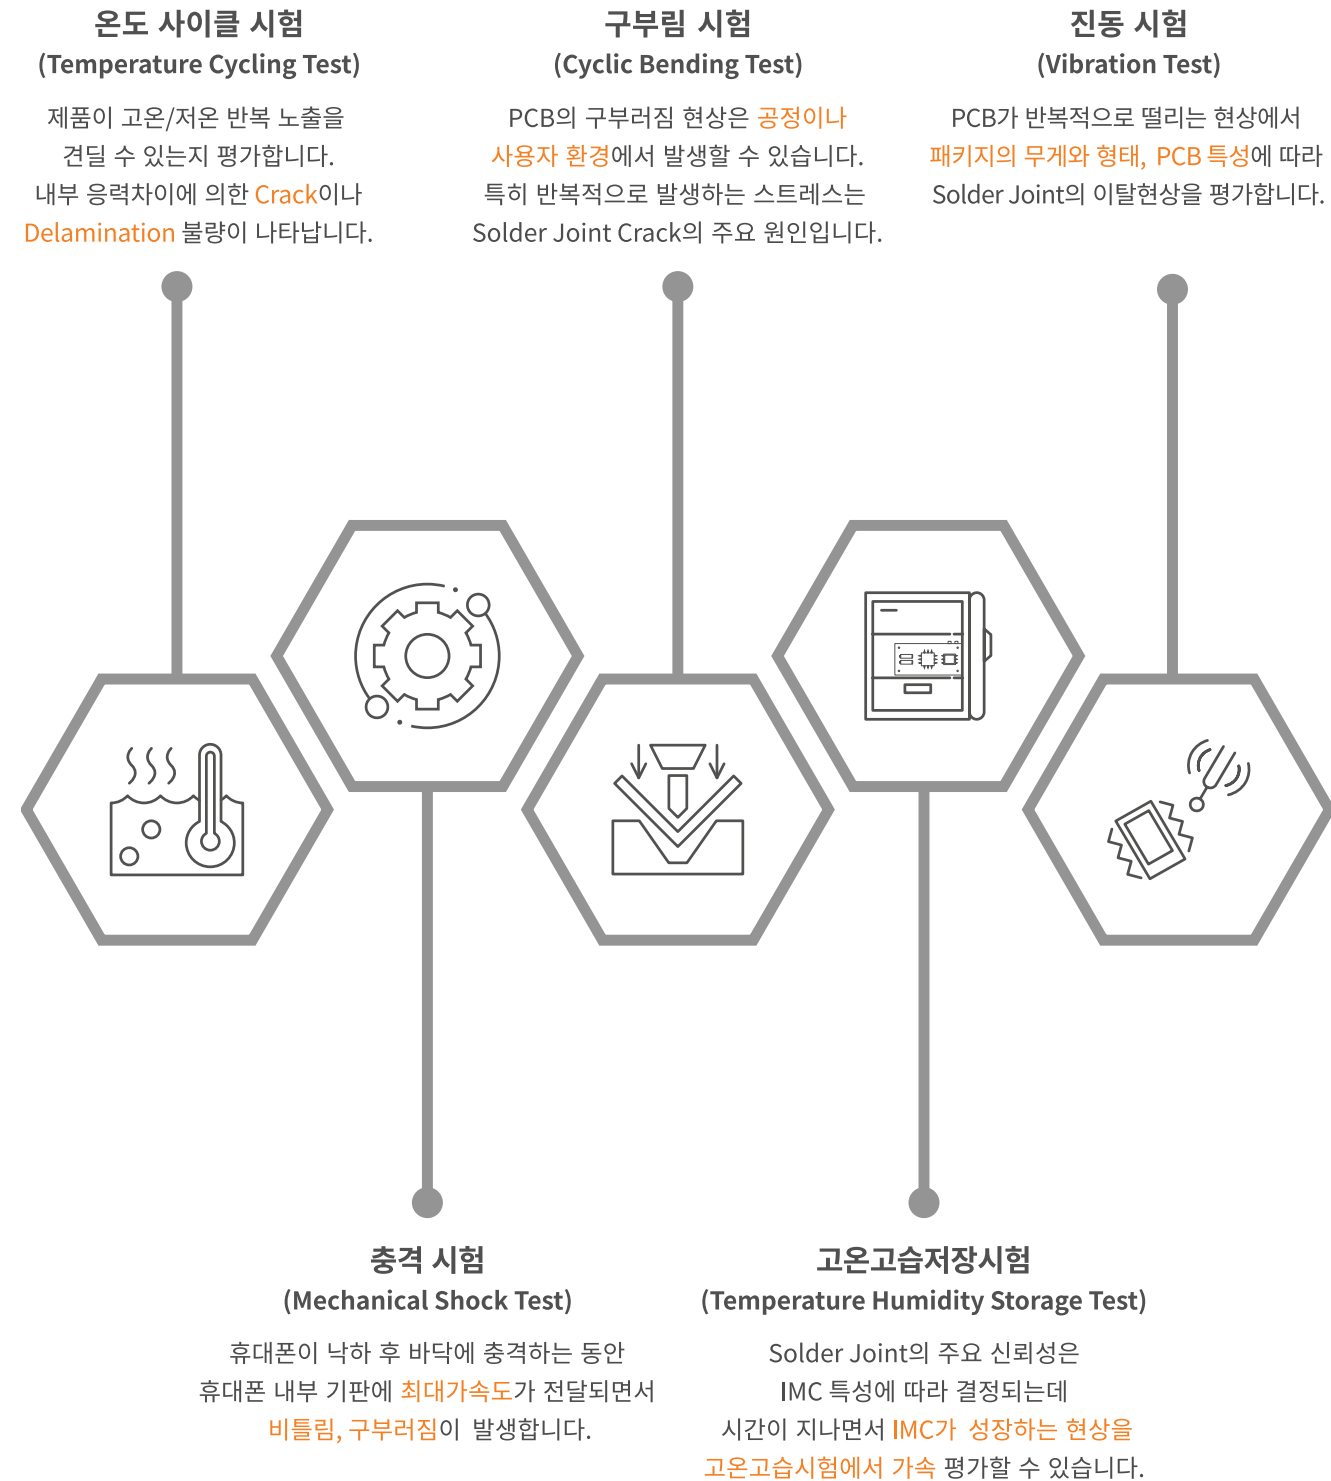 온도 사이클 시험
(Temperature Cycling Test)
제품이 고온/저온 반복 노출을
견딜 수 있는지 평가합니다.
내부 응력차이에 의한 Crack이나
Delamination 불량이 나타납니다.
구부림 시험
(Cyclic Bending Test)
PCB의 구부러짐 현상은 공정이나
사용자 환경에서 발생할 수 있습니다.
특히 반복적으로 발생하는 스트레스는
Solder Joint Crack의 주요 원인입니다.
진동 시험
(Vibration Test)
PCB가 반복적으로 떨리는 현상에서
패키지의 무게와 형태, PCB 특성에 따라
Solder Joint의 이탈현상을 평가합니다.
충격 시험
(Mechanical Shock Test)
휴대폰이 낙하 후 바닥에 충격하는 동안
휴대폰 내부 기판에 최대가속도가 전달되면서
비틀림, 구부러짐이 발생합니다.
고온고습저장시험
(Temperature Humidity Storage Test)
Solder Joint의 주요 신뢰성은
IMC 특성에 따라 결정되는데
시간이 지나면서 IMC가 성장하는 현상을
고온고습시험에서 가속 평가할 수 있습니다.